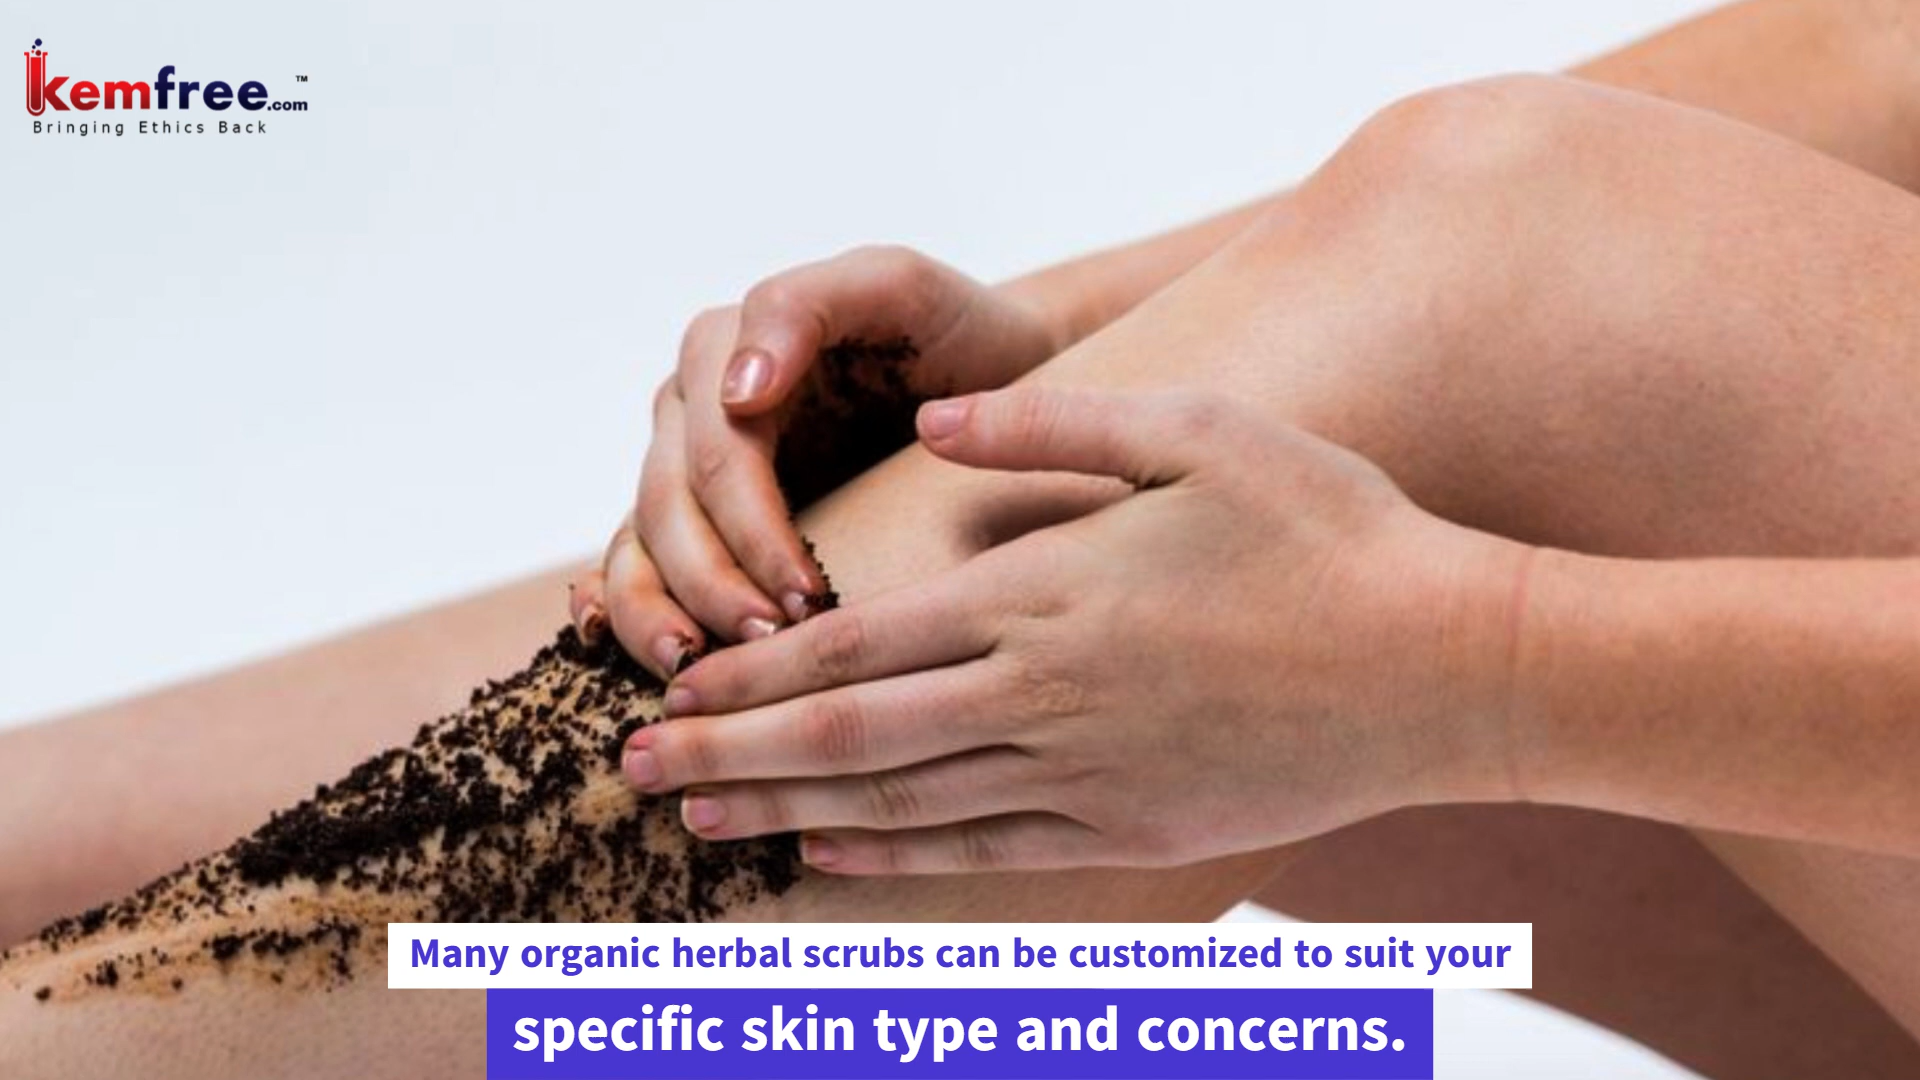 kemfree.com™
Bringing Ethics Back
Many organic herbal scrubs can be customized to suit your
specific skin type and concerns.